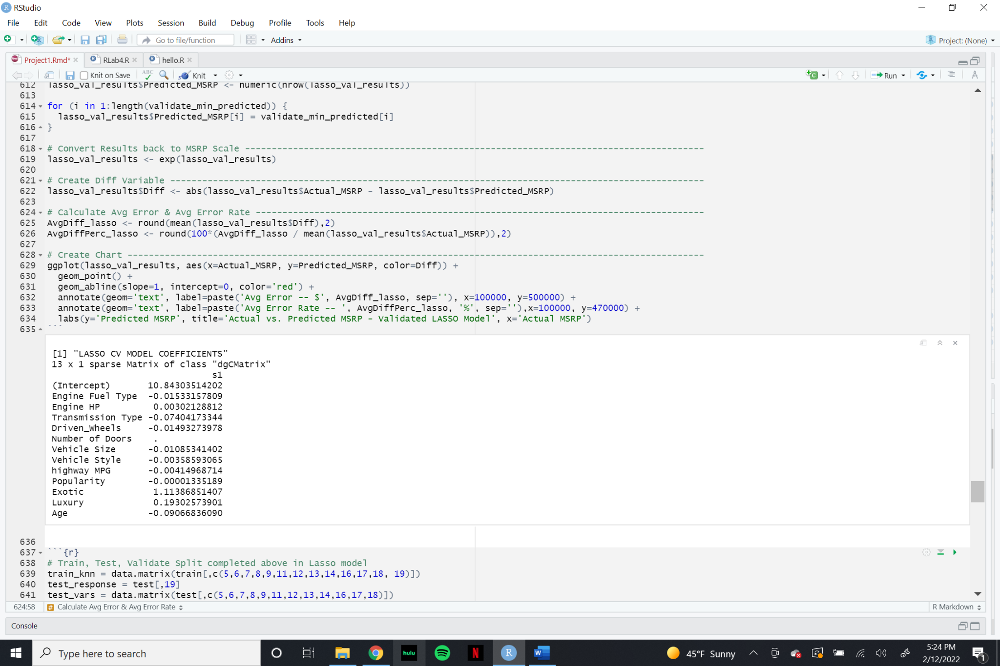 RStudio
File Edit Code View Plots Session Build Debug Profile Tools Help
Go to file/function Addins Project: (None)
Project1.Rmd* RLab4.R hello.R
Knit on Save ABC Knit Run
612 lasso_val_results$Predicted_MSRP <- numeric(nrow(lasso_val_results))
613
614 for (i in 1:length(validate_min_predicted)) {
615 lasso_val_results$Predicted_MSRP[i] = validate_min_predicted[i]
616 }
617
618 # Convert Results back to MSRP Scale --------------------------------------------------------------------------------------
619 lasso_val_results <- exp(lasso_val_results)
620
621 # Create Diff Variable ----------------------------------------------------------------------------------------------------
622 lasso_val_results$Diff <- abs(lasso_val_results$Actual_MSRP - lasso_val_results$Predicted_MSRP)
623
624 # Calculate Avg Error & Avg Error Rate ------------------------------------------------------------------------------------
625 AvgDiff_lasso <- round(mean(lasso_val_results$Diff),2)
626 AvgDiffPerc_lasso <- round(100*(AvgDiff_lasso / mean(lasso_val_results$Actual_MSRP)),2)
627
628 # Create Chart ------------------------------------------------------------------------------------------------------------
629 ggplot(lasso_val_results, aes(x=Actual_MSRP, y=Predicted_MSRP, color=Diff)) +
630 geom_point() +
631 geom_abline(slope=1, intercept=0, color='red') +
632 annotate(geom='text', label=paste('Avg Error -- $', AvgDiff_lasso, sep=''), x=100000, y=500000) +
633 annotate(geom='text', label=paste('Avg Error Rate -- ', AvgDiffPerc_lasso, '%', sep=''),x=100000, y=470000) +
634 labs(y='Predicted MSRP', title='Actual vs. Predicted MSRP - Validated LASSO Model', x='Actual MSRP')
635 ```
[1] "LASSO CV MODEL COEFFICIENTS"
13 x 1 sparse Matrix of class "dgCMatrix"
s1
(Intercept) 10.84303514202
Engine Fuel Type -0.01533157809
Engine HP 0.00302128812
Transmission Type -0.07404173344
Driven_Wheels -0.01493273978
Number of Doors .
Vehicle Size -0.01085341402
Vehicle Style -0.00358593065
highway MPG -0.00414968714
Popularity -0.00001335189
Exotic 1.11386851407
Luxury 0.19302573901
Age -0.09066836090
636
637 ```{r}
638 # Train, Test, Validate Split completed above in Lasso model
639 train_knn = data.matrix(train[,c(5,6,7,8,9,11,12,13,14,16,17,18, 19)])
640 test_response = test[,19]
641 test_vars = data.matrix(test[,c(5,6,7,8,9,11,12,13,14,16,17,18)])
624:58 # Calculate Avg Error & Avg Error Rate R Markdown
Console
Type here to search hulu N R W 45°F Sunny 5:24 PM
2/12/2022 1